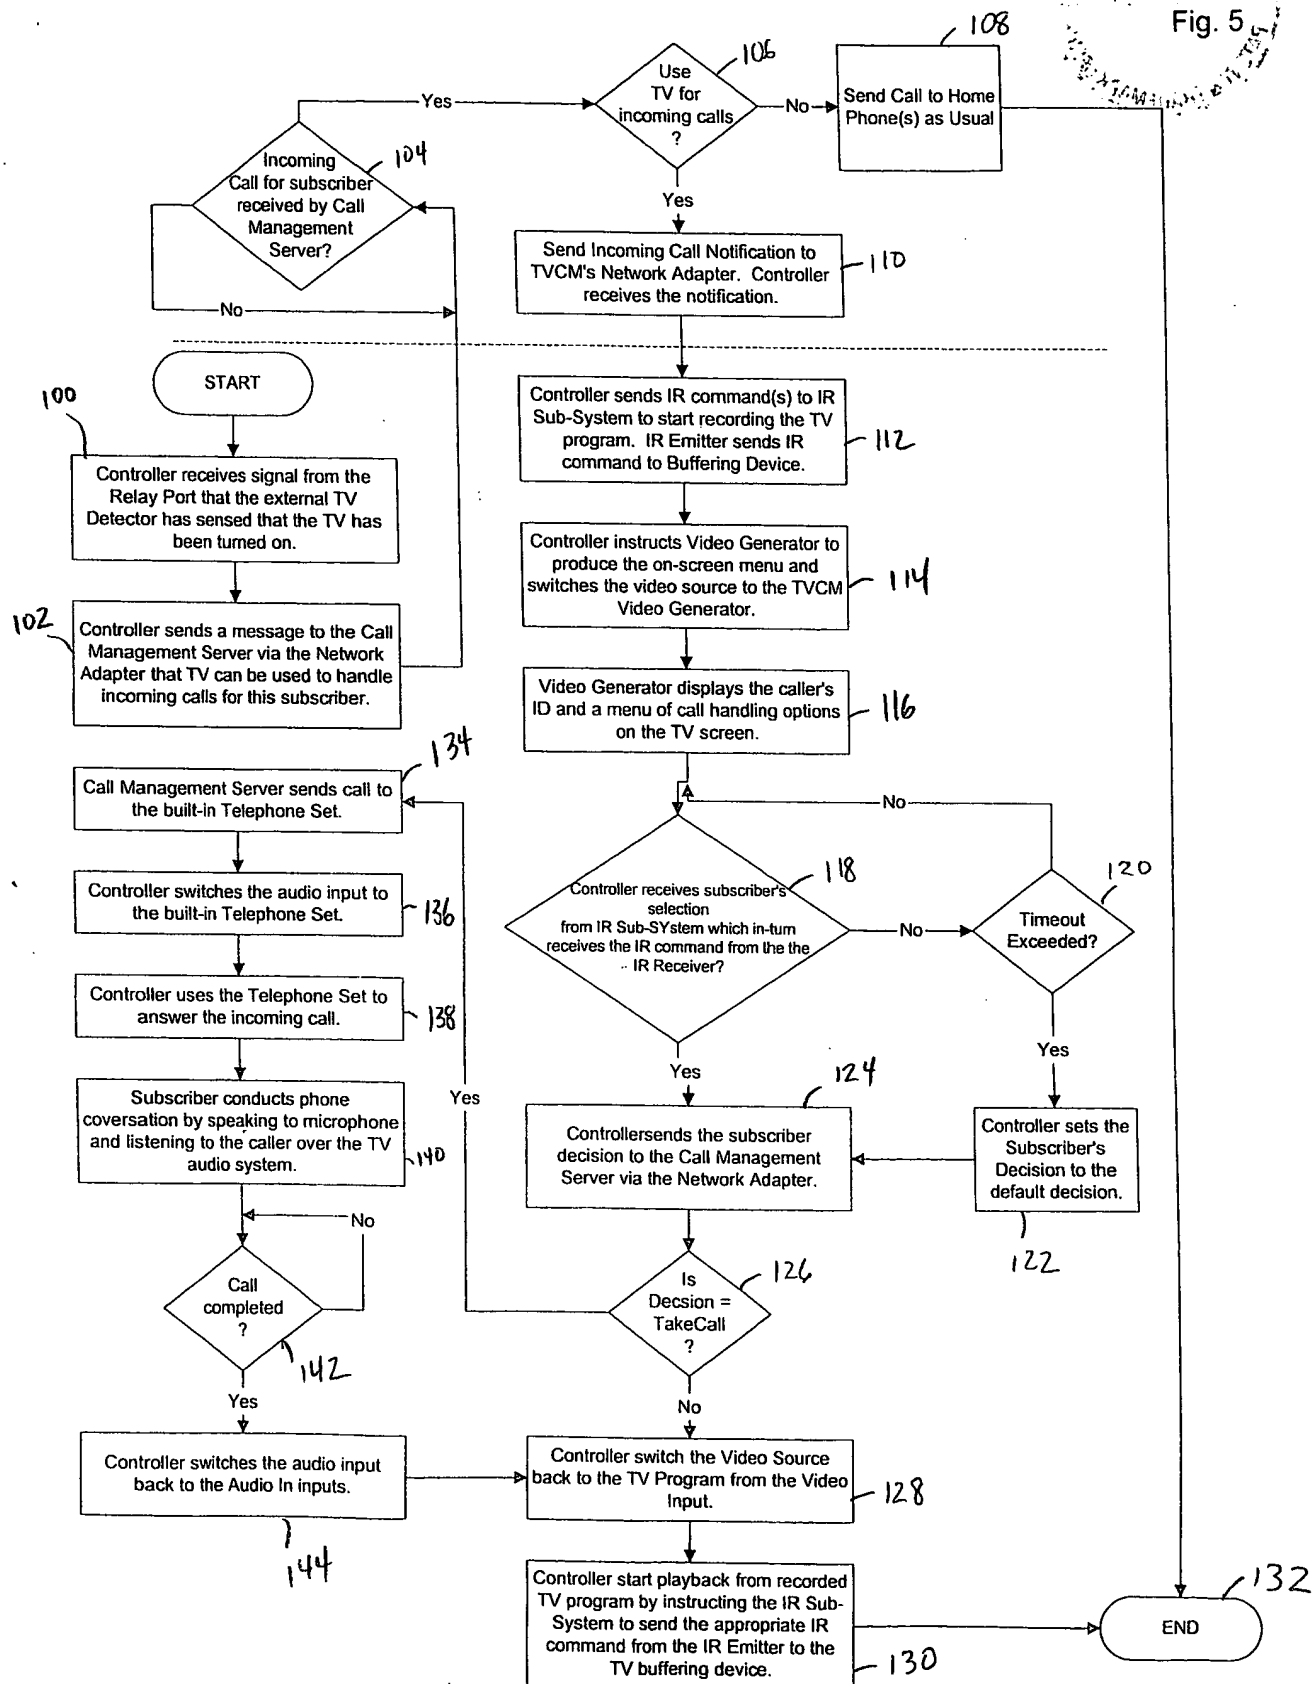 Fig. 5
108
106
Use
TV for
incoming calls
?
Yes
No
Send Call to Home
Phone(s) as Usual
104
Incoming
Call for subscriber
received by Call
Management
Server?
No
Yes
Send Incoming Call Notification to
TVCM's Network Adapter. Controller
receives the notification.
110
START
100
Controller receives signal from the
Relay Port that the external TV
Detector has sensed that the TV has
been turned on.
102
Controller sends a message to the Call
Management Server via the Network
Adapter that TV can be used to handle
incoming calls for this subscriber.
Controller sends IR command(s) to IR
Sub-System to start recording the TV
program. IR Emitter sends IR
command to Buffering Device.
112
Controller instructs Video Generator to
produce the on-screen menu and
switches the video source to the TVCM
Video Generator.
114
Video Generator displays the caller's
ID and a menu of call handling options
on the TV screen.
116
No
Controller receives subscriber's
selection
from IR Sub-SYstem which in-turn
receives the IR command from the the
IR Receiver?
118
No
Timeout
Exceeded?
120
Yes
Yes
Controller sets the
Subscriber's
Decision to the
default decision.
122
Controllersends the subscriber
decision to the Call Management
Server via the Network Adapter.
124
Is
Decsion =
TakeCall
?
126
Yes
No
134
Call Management Server sends call to
the built-in Telephone Set.
Controller switches the audio input to
the built-in Telephone Set.
136
Controller uses the Telephone Set to
answer the incoming call.
138
Subscriber conducts phone
coversation by speaking to microphone
and listening to the caller over the TV
audio system.
140
No
Call
completed
?
142
Yes
Controller switches the audio input
back to the Audio In inputs.
144
Controller switch the Video Source
back to the TV Program from the Video
Input.
128
Controller start playback from recorded
TV program by instructing the IR Sub-
System to send the appropriate IR
command from the IR Emitter to the
TV buffering device.
130
END
132